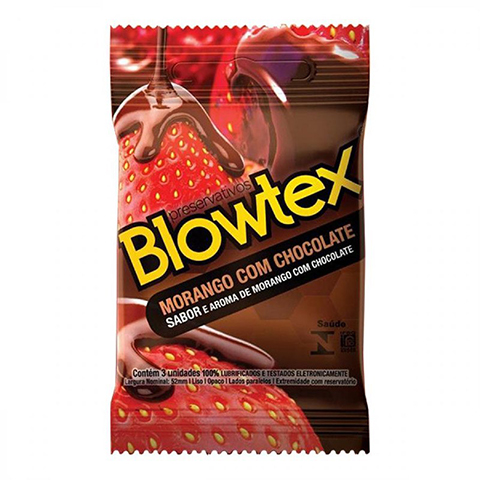 preservativos
Blowtex
MORANGO COM CHOCOLATE
SABOR E AROMA DE MORANGO COM CHOCOLATE
Saúde
Contém 3 unidades 100% LUBRIFICADOS E TESTADOS ELETRONICAMENTE
Largura Nominal: 52mm | Liso | Opaco | Lados paralelos | Extremidade com reservatório